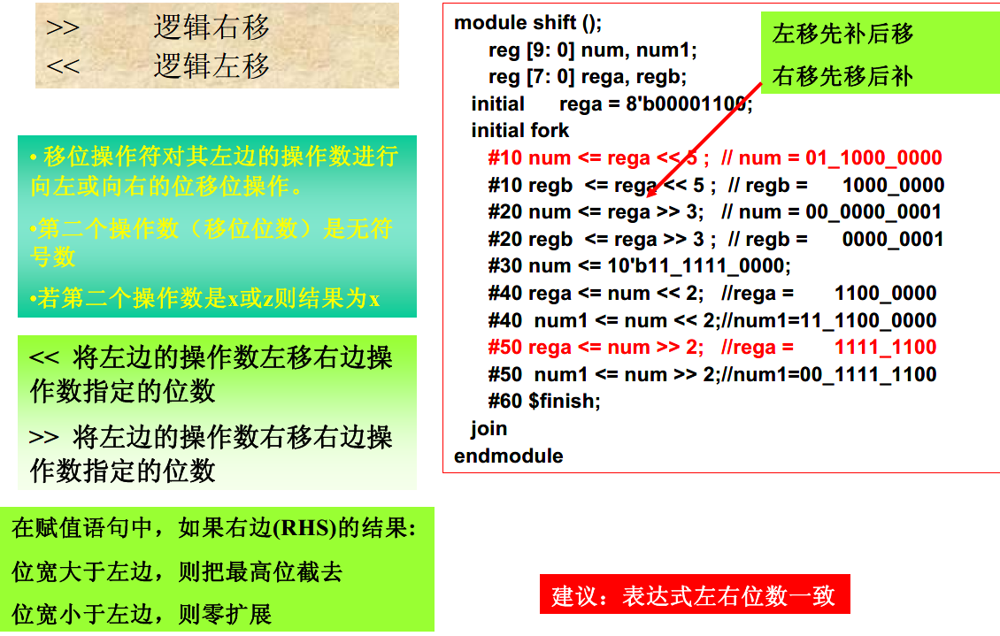 >> 逻辑右移
<< 逻辑左移
• 移位操作符对其左边的操作数进行
向左或向右的位移位操作。
•第二个操作数（移位位数）是无符
号数
•若第二个操作数是x或z则结果为x
<< 将左边的操作数左移右边操
作数指定的位数
>> 将左边的操作数右移右边操
作数指定的位数
在赋值语句中，如果右边(RHS)的结果:
位宽大于左边，则把最高位截去
位宽小于左边，则零扩展
module shift ();
reg [9: 0] num, num1;
reg [7: 0] rega, regb;
initial rega = 8'b00001100;
initial fork
#10 num <= rega << 5 ; // num = 01_1000_0000
#10 regb <= rega << 5 ; // regb = 1000_0000
#20 num <= rega >> 3; // num = 00_0000_0001
#20 regb <= rega >> 3 ; // regb = 0000_0001
#30 num <= 10'b11_1111_0000;
#40 rega <= num << 2; //rega = 1100_0000
#40 num1 <= num << 2;//num1=11_1100_0000
#50 rega <= num >> 2; //rega = 1111_1100
#50 num1 <= num >> 2;//num1=00_1111_1100
#60 $finish;
join
endmodule
左移先补后移
右移先移后补
建议：表达式左右位数一致